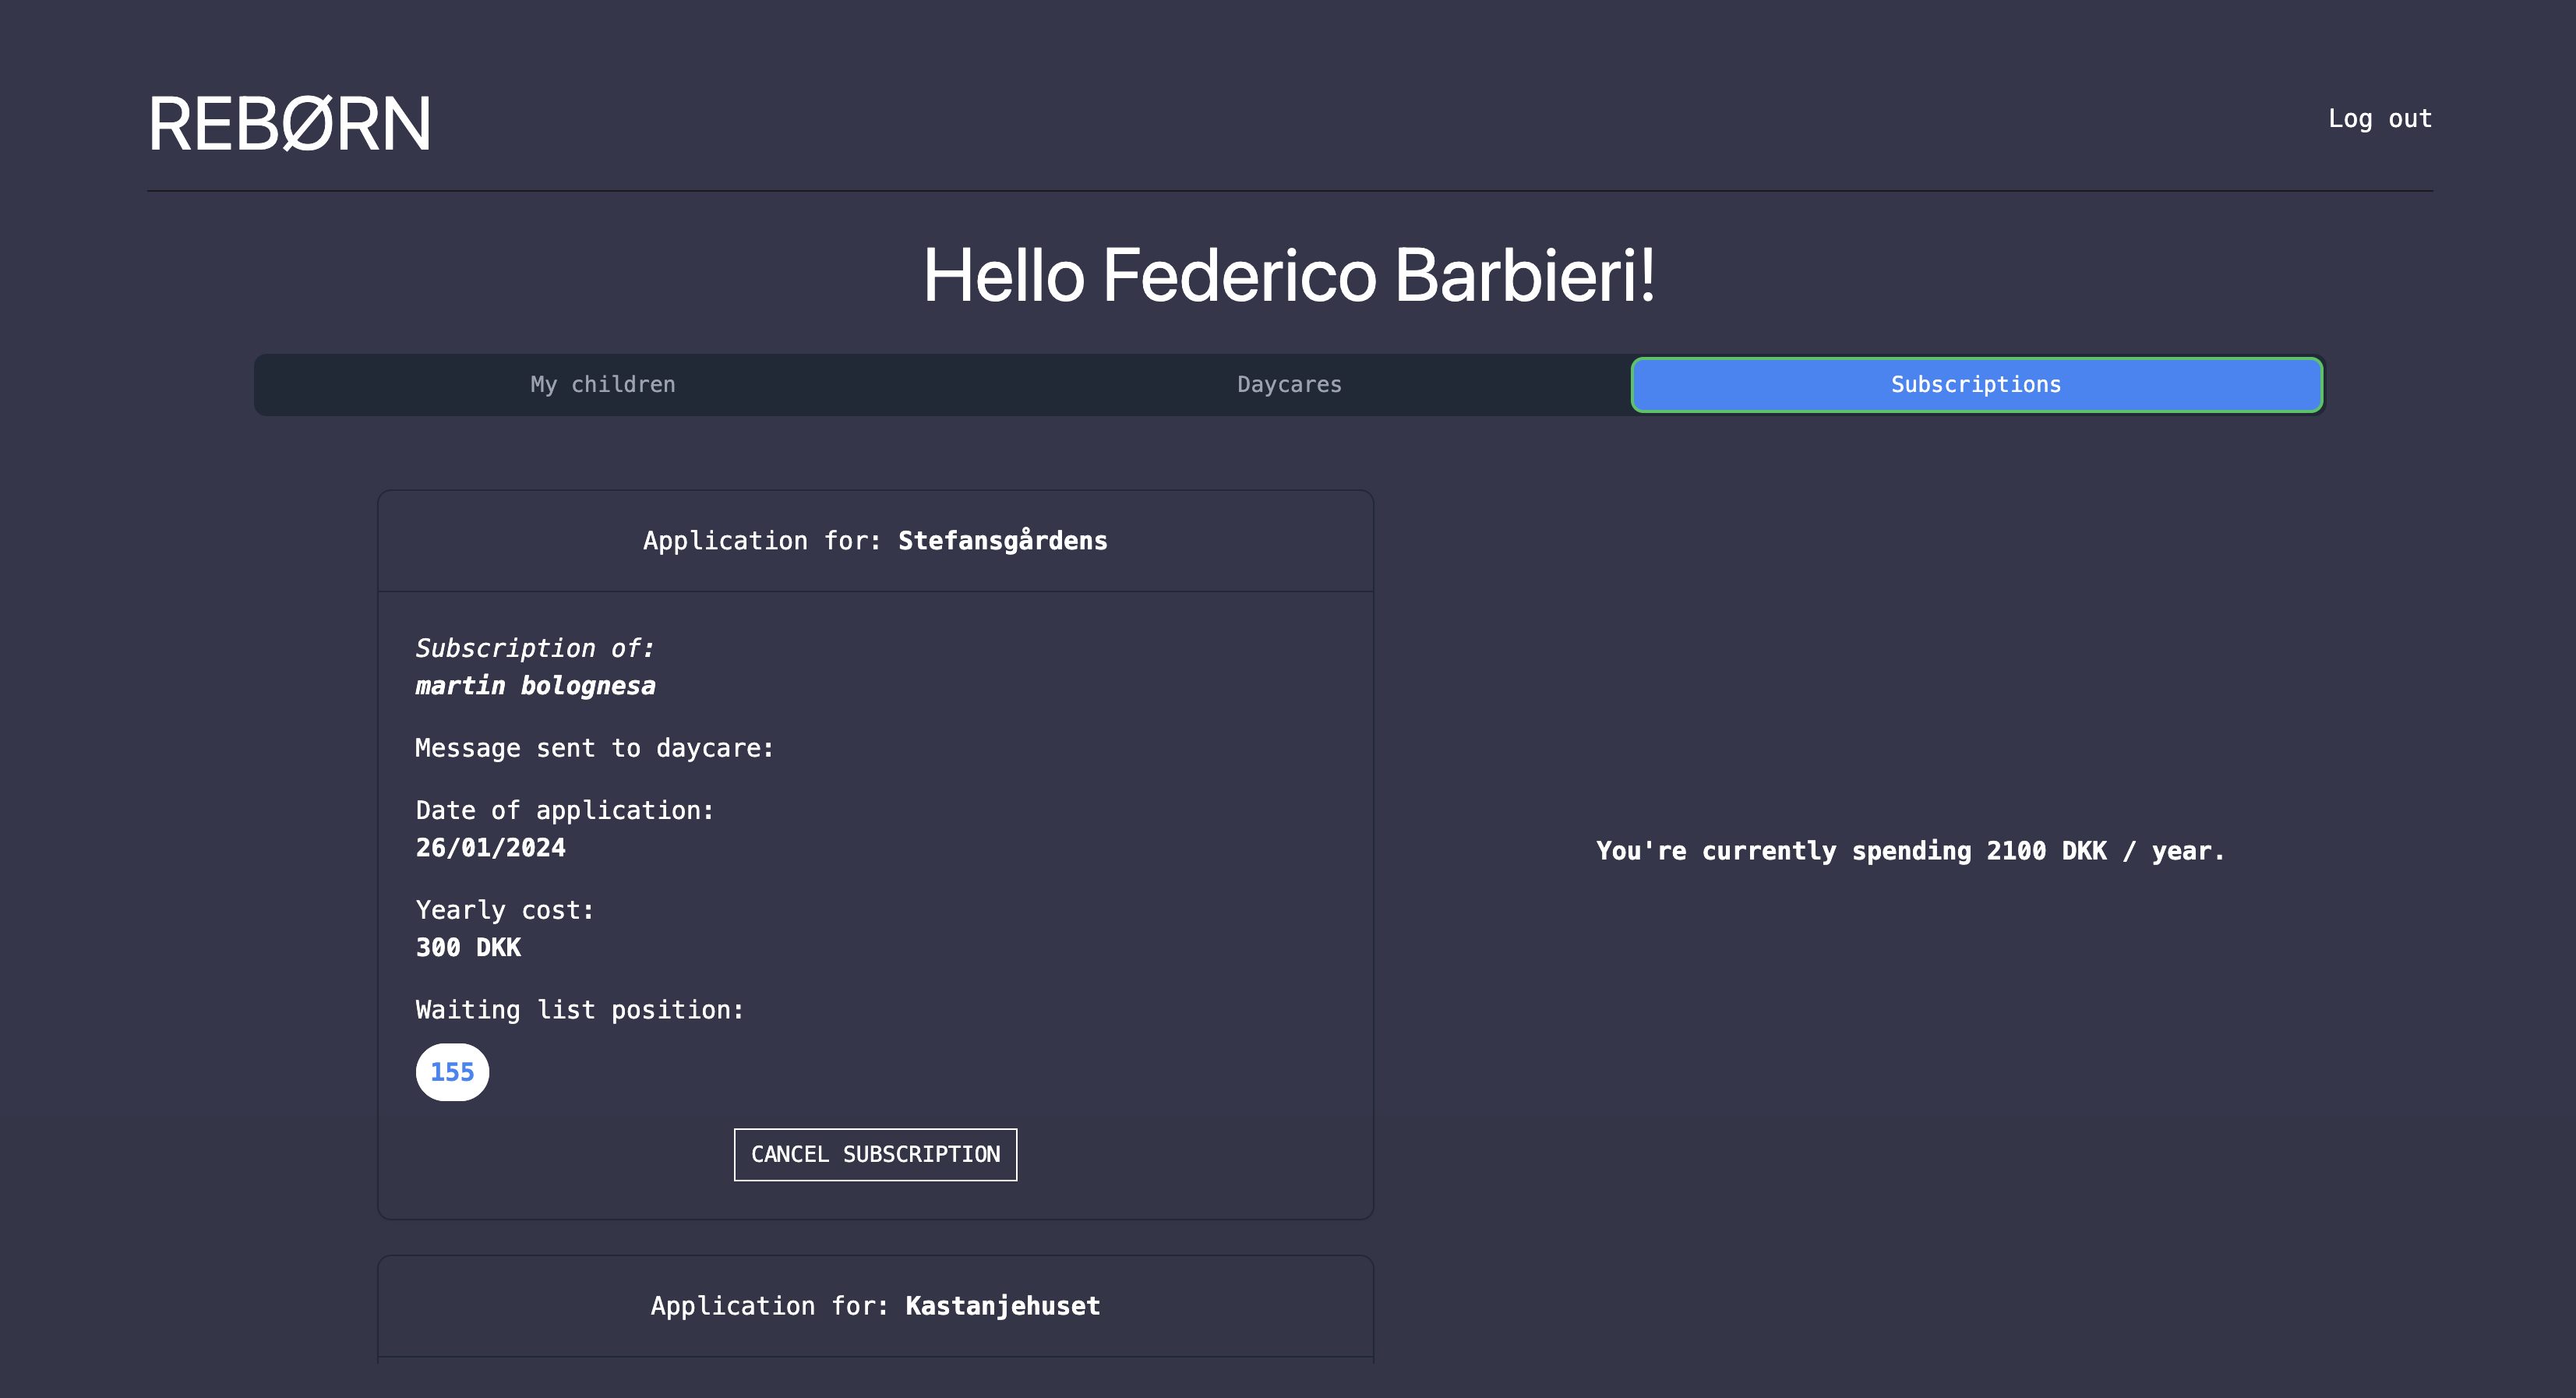 REBØRN
Log out
Hello Federico Barbieri!
My children
Daycares
Subscriptions
Application for: Stefansgårdens
Subscription of:
martin bolognesa
Message sent to daycare:
Date of application:
26/01/2024
Yearly cost:
300 DKK
Waiting list position:
155
CANCEL SUBSCRIPTION
You're currently spending 2100 DKK / year.
Application for: Kastanjehuset